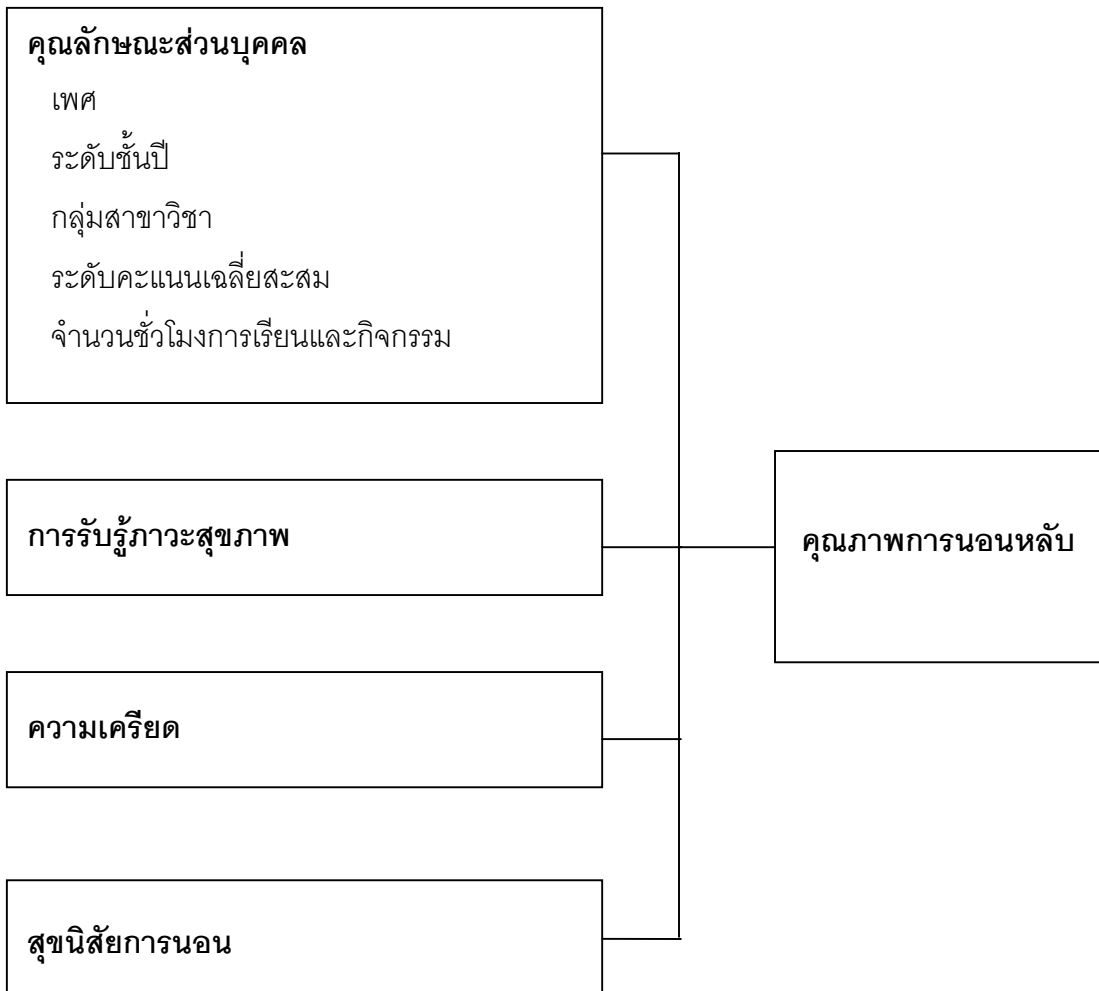 คุณลักษณะส่วนบุคคล
เพศ
ระดับชั้นปี
กลุ่มสาขาวิชา
ระดับคะแนนเฉลี่ยสะสม
จำนวนชั่วโมงการเรียนและกิจกรรม
การรับรู้ภาวะสุขภาพ
คุณภาพการนอนหลับ
ความเครียด
สุขนิสัยการนอน